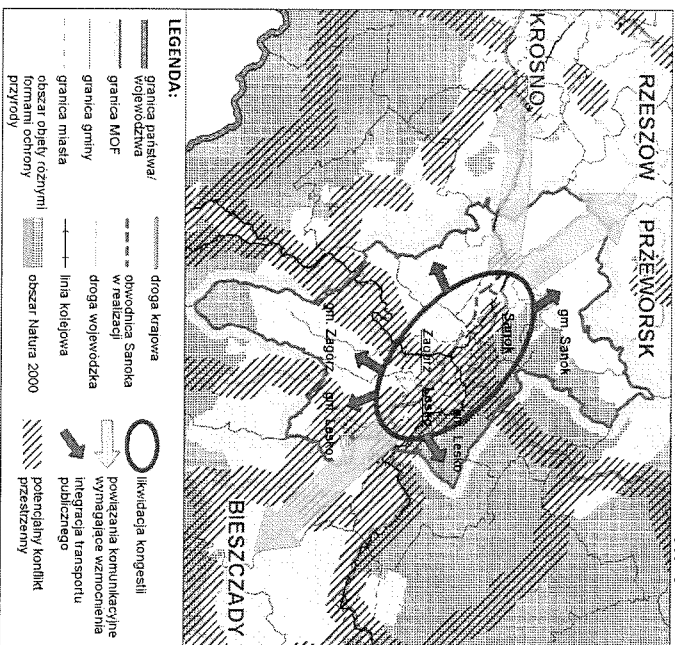 RZESZÓW
PRZEWORSK
KROSNO
gm. Sanok
Sanok
Zagórz
Lesko
gm. Lesko
gm. Zagórz
gm. Lesko
BIESZCZADY
LEGENDA:
granica państwa/
województwa
granica MOF
granica gminy
granica miasta
obszar objęty różnymi
formami ochrony
przyrody
droga krajowa
obwodnica Sanoka
w realizacji
droga wojewódzka
linia kolejowa
obszar Natura 2000
likwidacja kongestii
powiązania komunikacyjne
wymagające wzmocnienia
integracja transportu
publicznego
potencjalny konflikt
przestrzenny